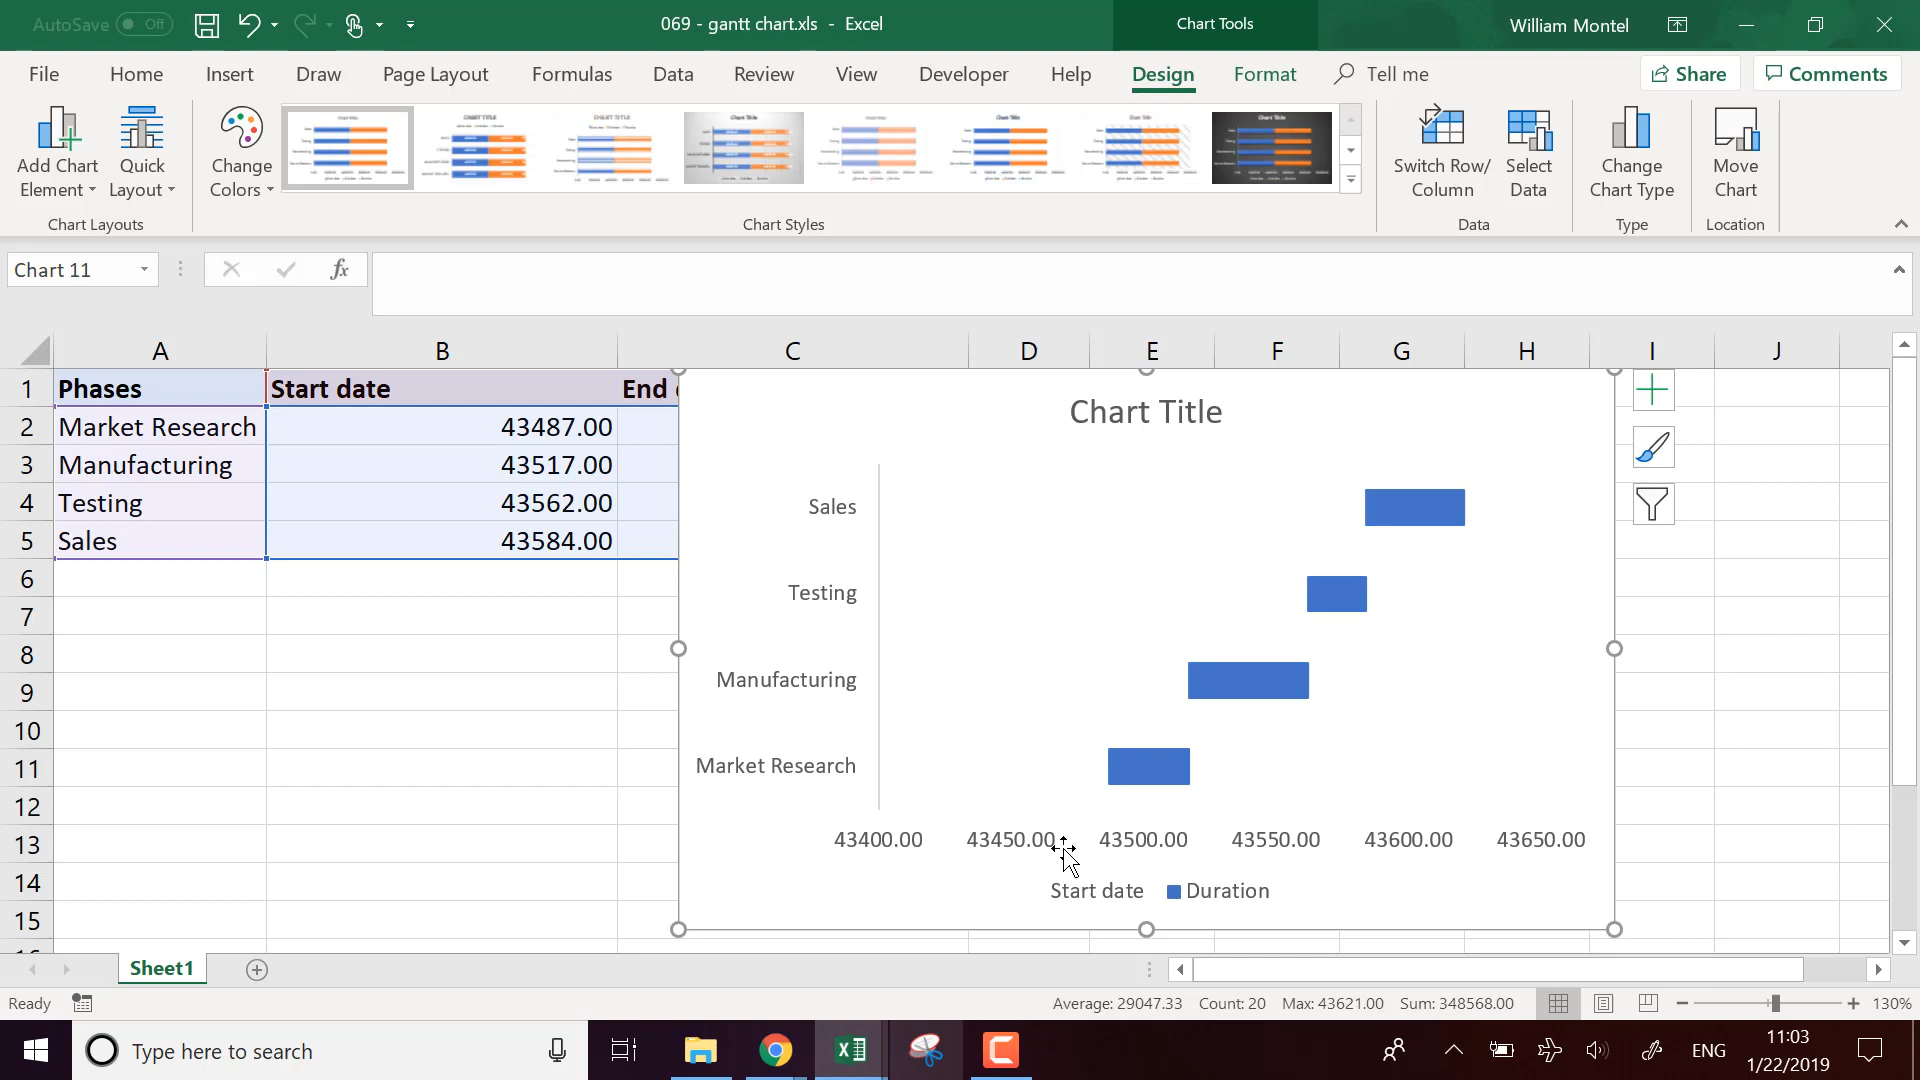 AutoSave Off
069 - gantt chart.xls - Excel
Chart Tools
William Montel
File Home Insert Draw Page Layout Formulas Data Review View Developer Help Design Format Tell me
Share Comments
Add Chart Element
Quick Layout
Change Colors
Switch Row/ Column
Select Data
Change Chart Type
Move Chart
Chart Layouts
Chart Styles
Data
Type
Location
Chart 11
fx
A B C D E F G H I J
1 Phases Start date End
2 Market Research 43487.00
3 Manufacturing 43517.00
4 Testing 43562.00
5 Sales 43584.00
6
7
8
9
10
11
12
13
14
15
Chart Title
Sales
Testing
Manufacturing
Market Research
43400.00 43450.00 43500.00 43550.00 43600.00 43650.00
Start date Duration
Sheet1
Ready
Average: 29047.33 Count: 20 Max: 43621.00 Sum: 348568.00
130%
Type here to search
ENG
11:03
1/22/2019